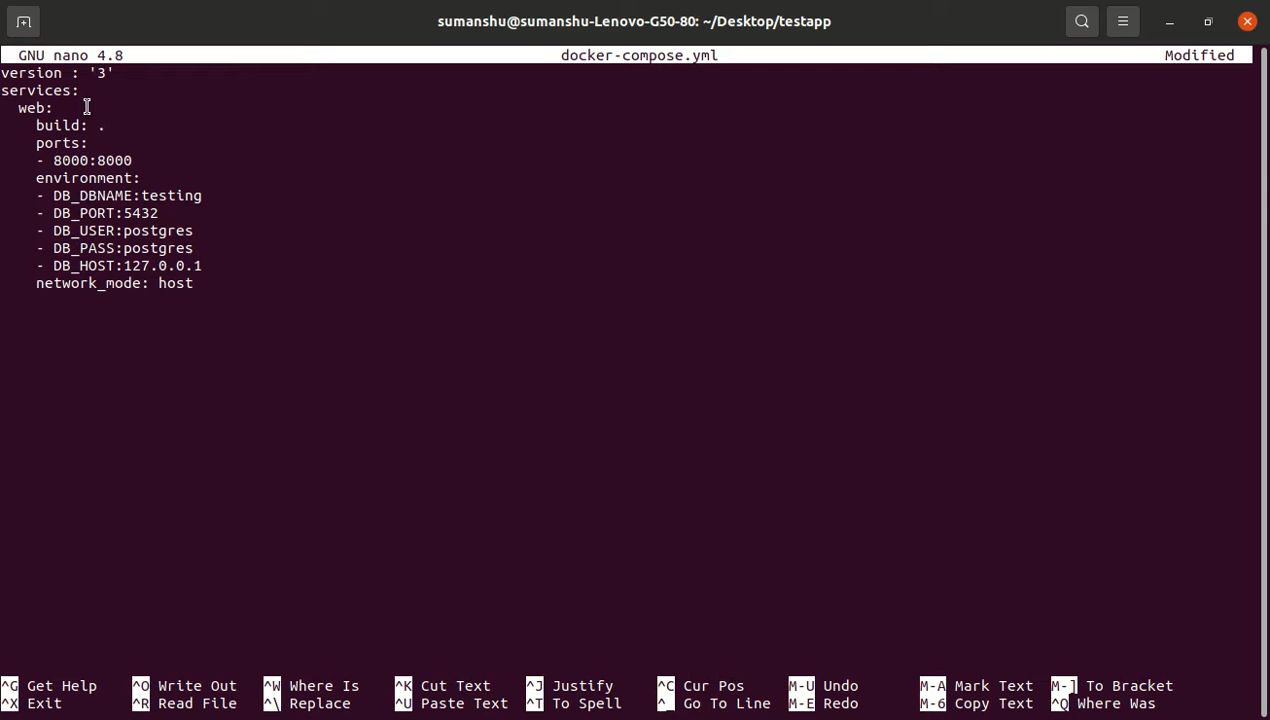 sumanshu@sumanshu-Lenovo-G50-80: ~/Desktop/testapp
GNU nano 4.8 docker-compose.yml Modified
version : '3'
services:
  web:
    build: .
    ports:
    - 8000:8000
    environment:
    - DB_DBNAME:testing
    - DB_PORT:5432
    - DB_USER:postgres
    - DB_PASS:postgres
    - DB_HOST:127.0.0.1
    network_mode: host
^G Get Help ^O Write Out ^W Where Is ^K Cut Text ^J Justify ^C Cur Pos M-U Undo M-A Mark Text M-] To Bracket
^X Exit ^R Read File ^\ Replace ^U Paste Text ^T To Spell ^_ Go To Line M-E Redo M-6 Copy Text ^Q Where Was